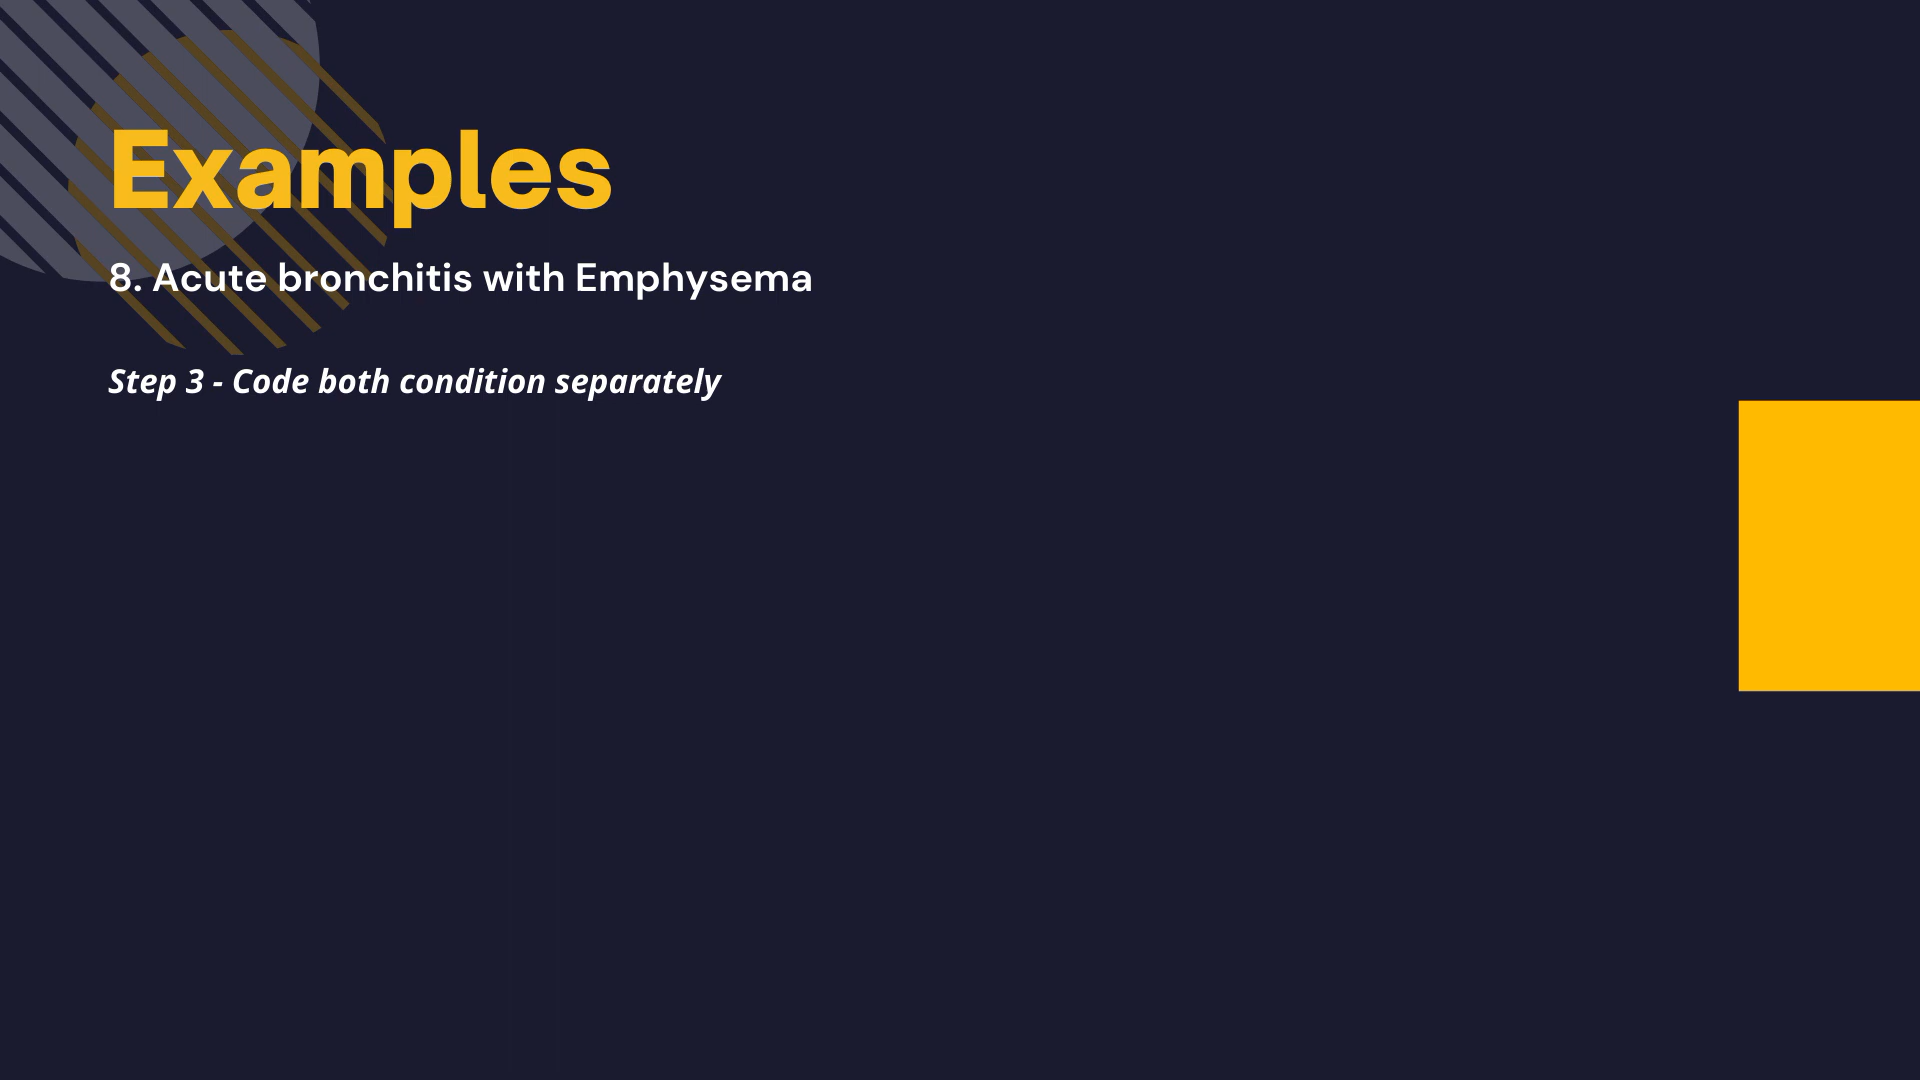 Examples
8. Acute bronchitis with Emphysema
Step 3 - Code both condition separately